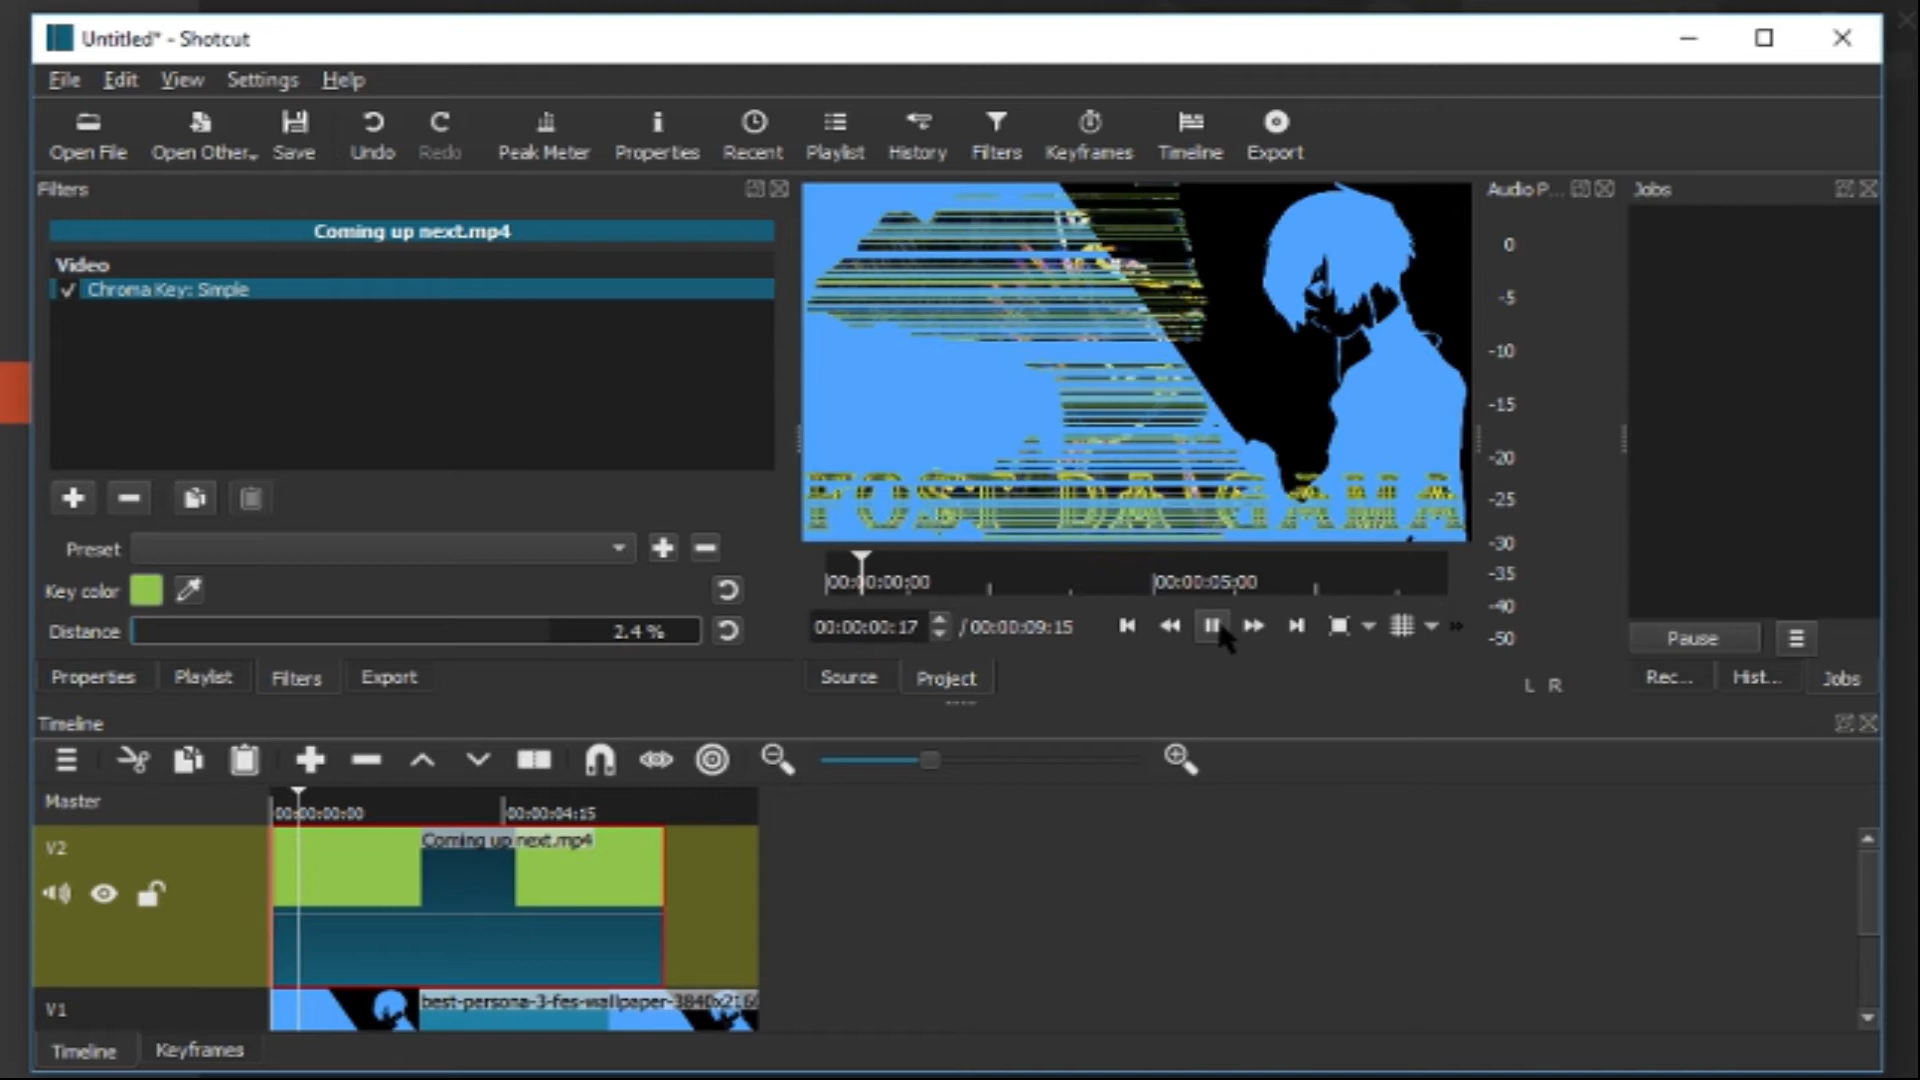 Untitled* - Shotcut
File Edit View Settings Help
Open File Open Other Save Undo Redo Peak Meter Properties Recent Playlist History Filters Keyframes Timeline Export
Filters
Audio P...
Jobs
Coming up next.mp4
Video
Chroma Key: Simple
0
-5
-10
-15
-20
-25
-30
-35
-40
-50
L R
FOST DA GAMA
Preset
Key color
Distance 2.4 %
00:00:00;00 00:00:05;00
00:00:00:17 / 00:00:09:15
Pause
Properties Playlist Filters Export
Source Project
Rec... Hist... Jobs
Timeline
Master
00:00:00:00 00:00:04:15
V2
Coming up next.mp4
V1
best-persona-3-fes-wallpaper-3840x2160
Timeline Keyframes